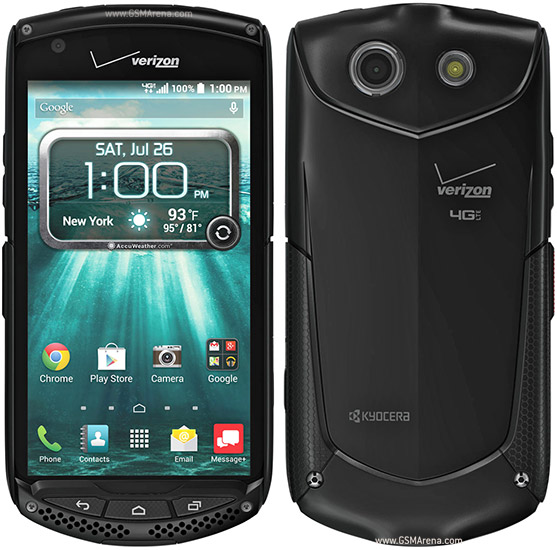 www.GSMArena.com
verizon
4G LTE 100% 1:00 PM
Google
SAT, Jul 26
1:00 PM
New York 93°F
95°/ 81°
AccuWeather.com®
Chrome Play Store Camera Google
Phone Contacts Email Message+
verizon
4G LTE
KYOCERA
www.GSMArena.com